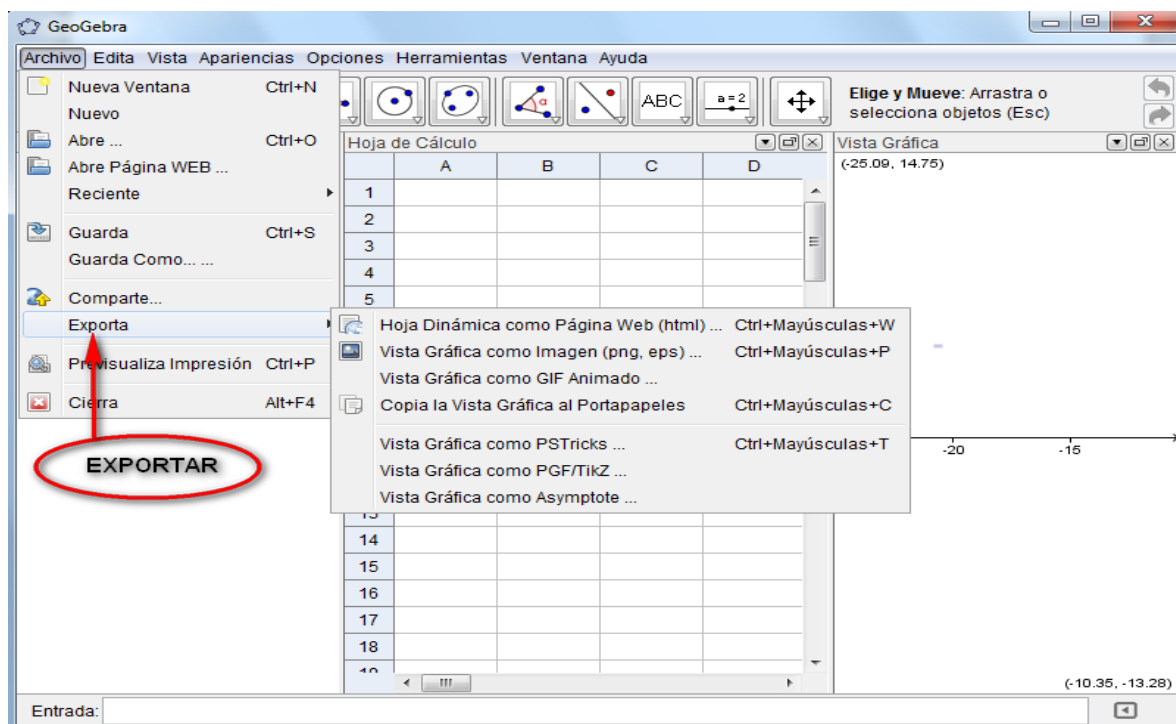 GeoGebra
Archivo Edita Vista Apariencias Opciones Herramientas Ventana Ayuda
Nueva Ventana Ctrl+N
Nuevo
Abre ... Ctrl+O
Abre Página WEB ...
Reciente
Guarda Ctrl+S
Guarda Como... ...
Comparte...
Exporta
Previsualiza Impresión Ctrl+P
Cierra Alt+F4
EXPORTAR
ABC
a=2
Elige y Mueve: Arrastra o
selecciona objetos (Esc)
Hoja de Cálculo
A B C D
1
2
3
4
5
Hoja Dinámica como Página Web (html) ... Ctrl+Mayúsculas+W
Vista Gráfica como Imagen (png, eps) ... Ctrl+Mayúsculas+P
Vista Gráfica como GIF Animado ...
Copia la Vista Gráfica al Portapapeles Ctrl+Mayúsculas+C
Vista Gráfica como PSTricks ... Ctrl+Mayúsculas+T
Vista Gráfica como PGF/TikZ ...
Vista Gráfica como Asymptote ...
13
14
15
16
17
18
19
Vista Gráfica
(-25.09, 14.75)
-20 -15
(-10.35, -13.28)
Entrada: